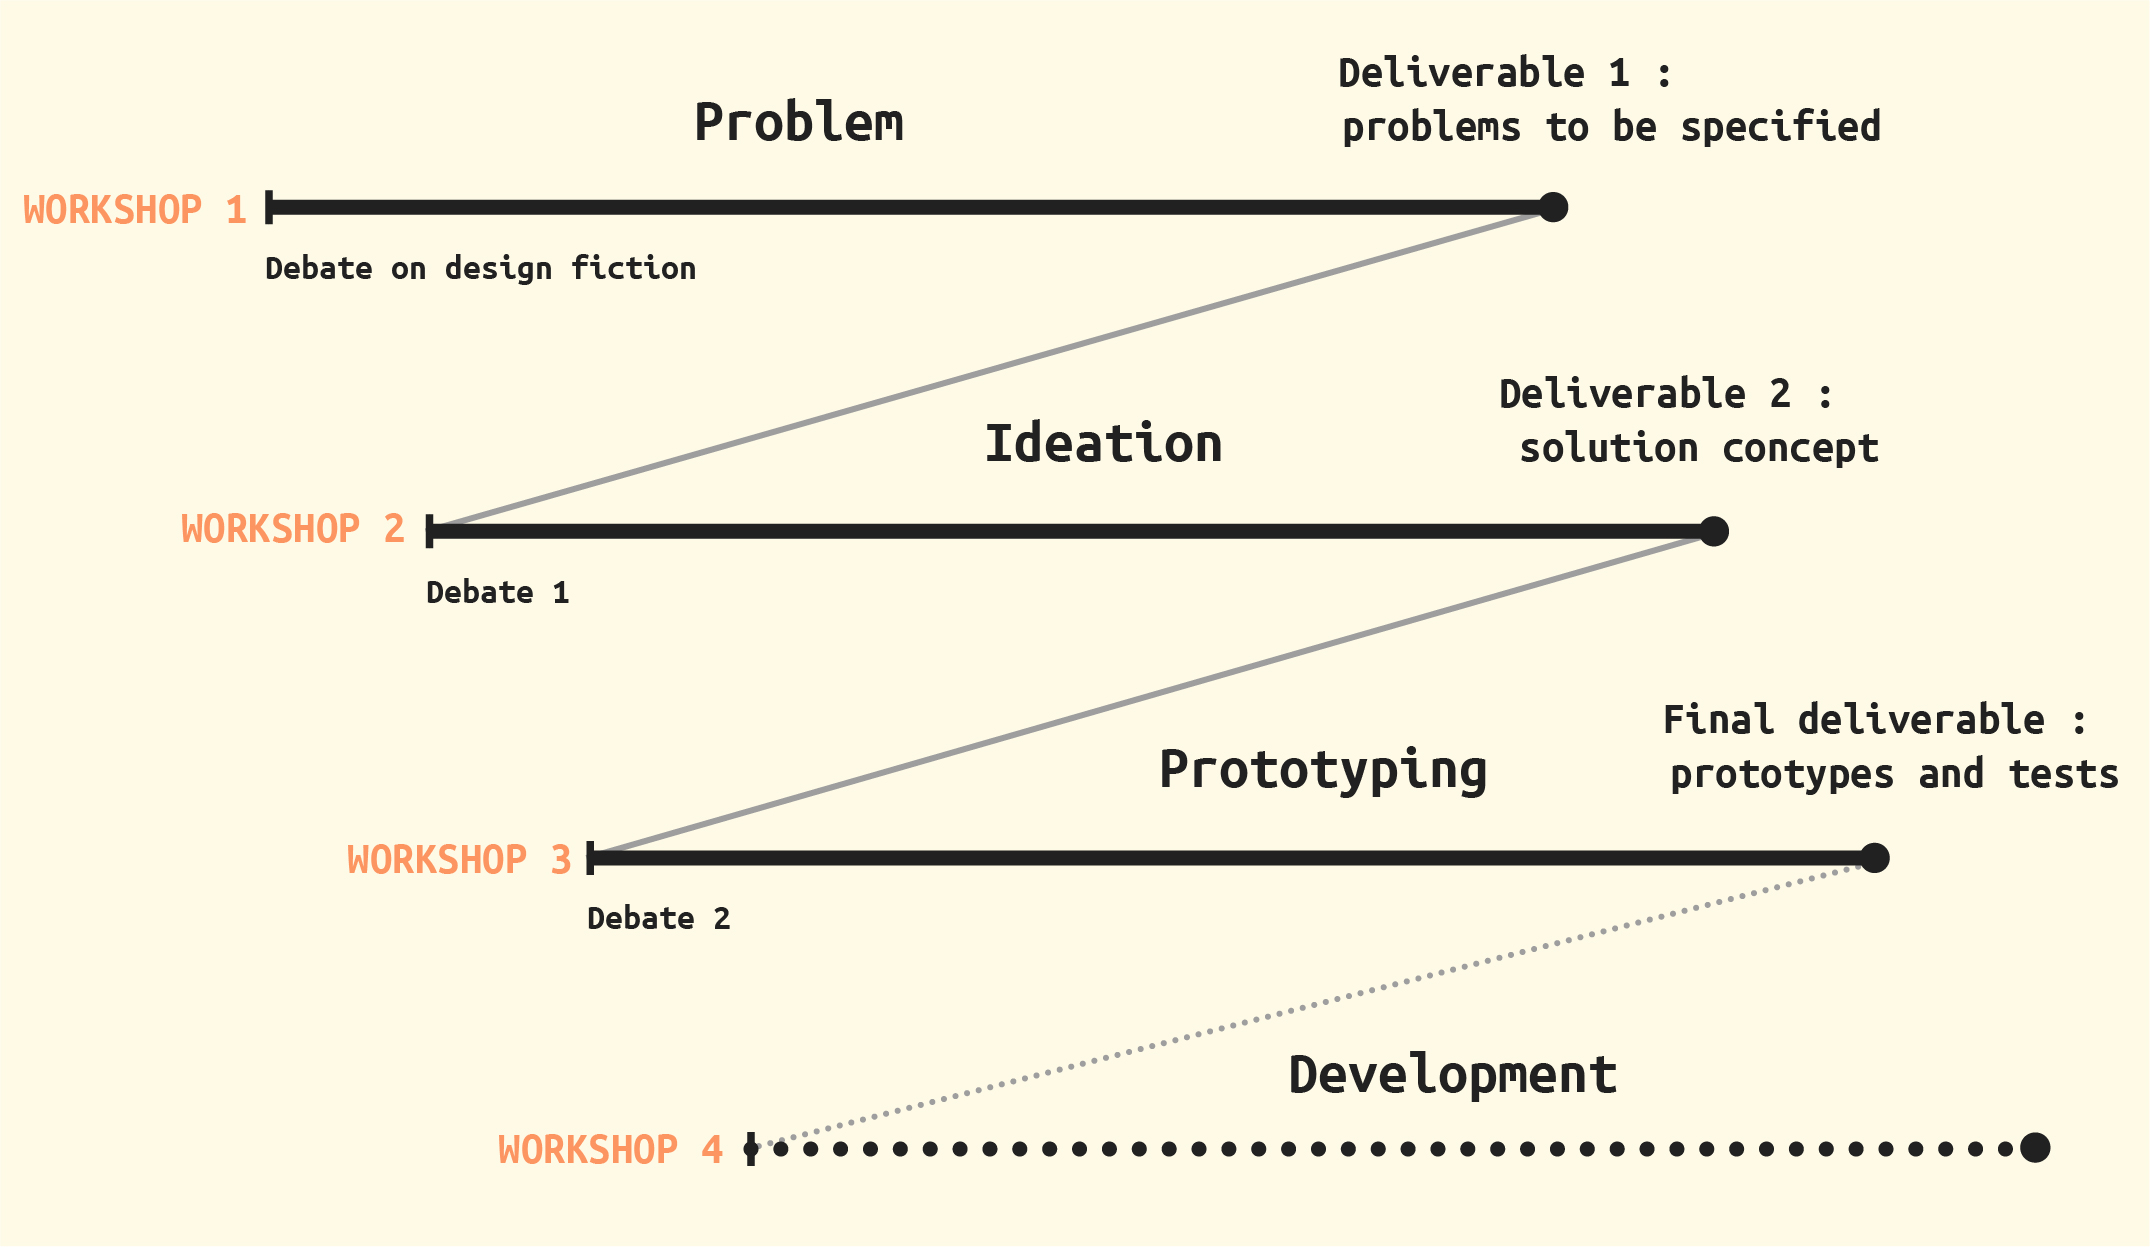 Deliverable 1 :
problems to be specified
Problem
WORKSHOP 1
Debate on design fiction
Deliverable 2 :
solution concept
Ideation
WORKSHOP 2
Debate 1
Final deliverable :
prototypes and tests
Prototyping
WORKSHOP 3
Debate 2
Development
WORKSHOP 4